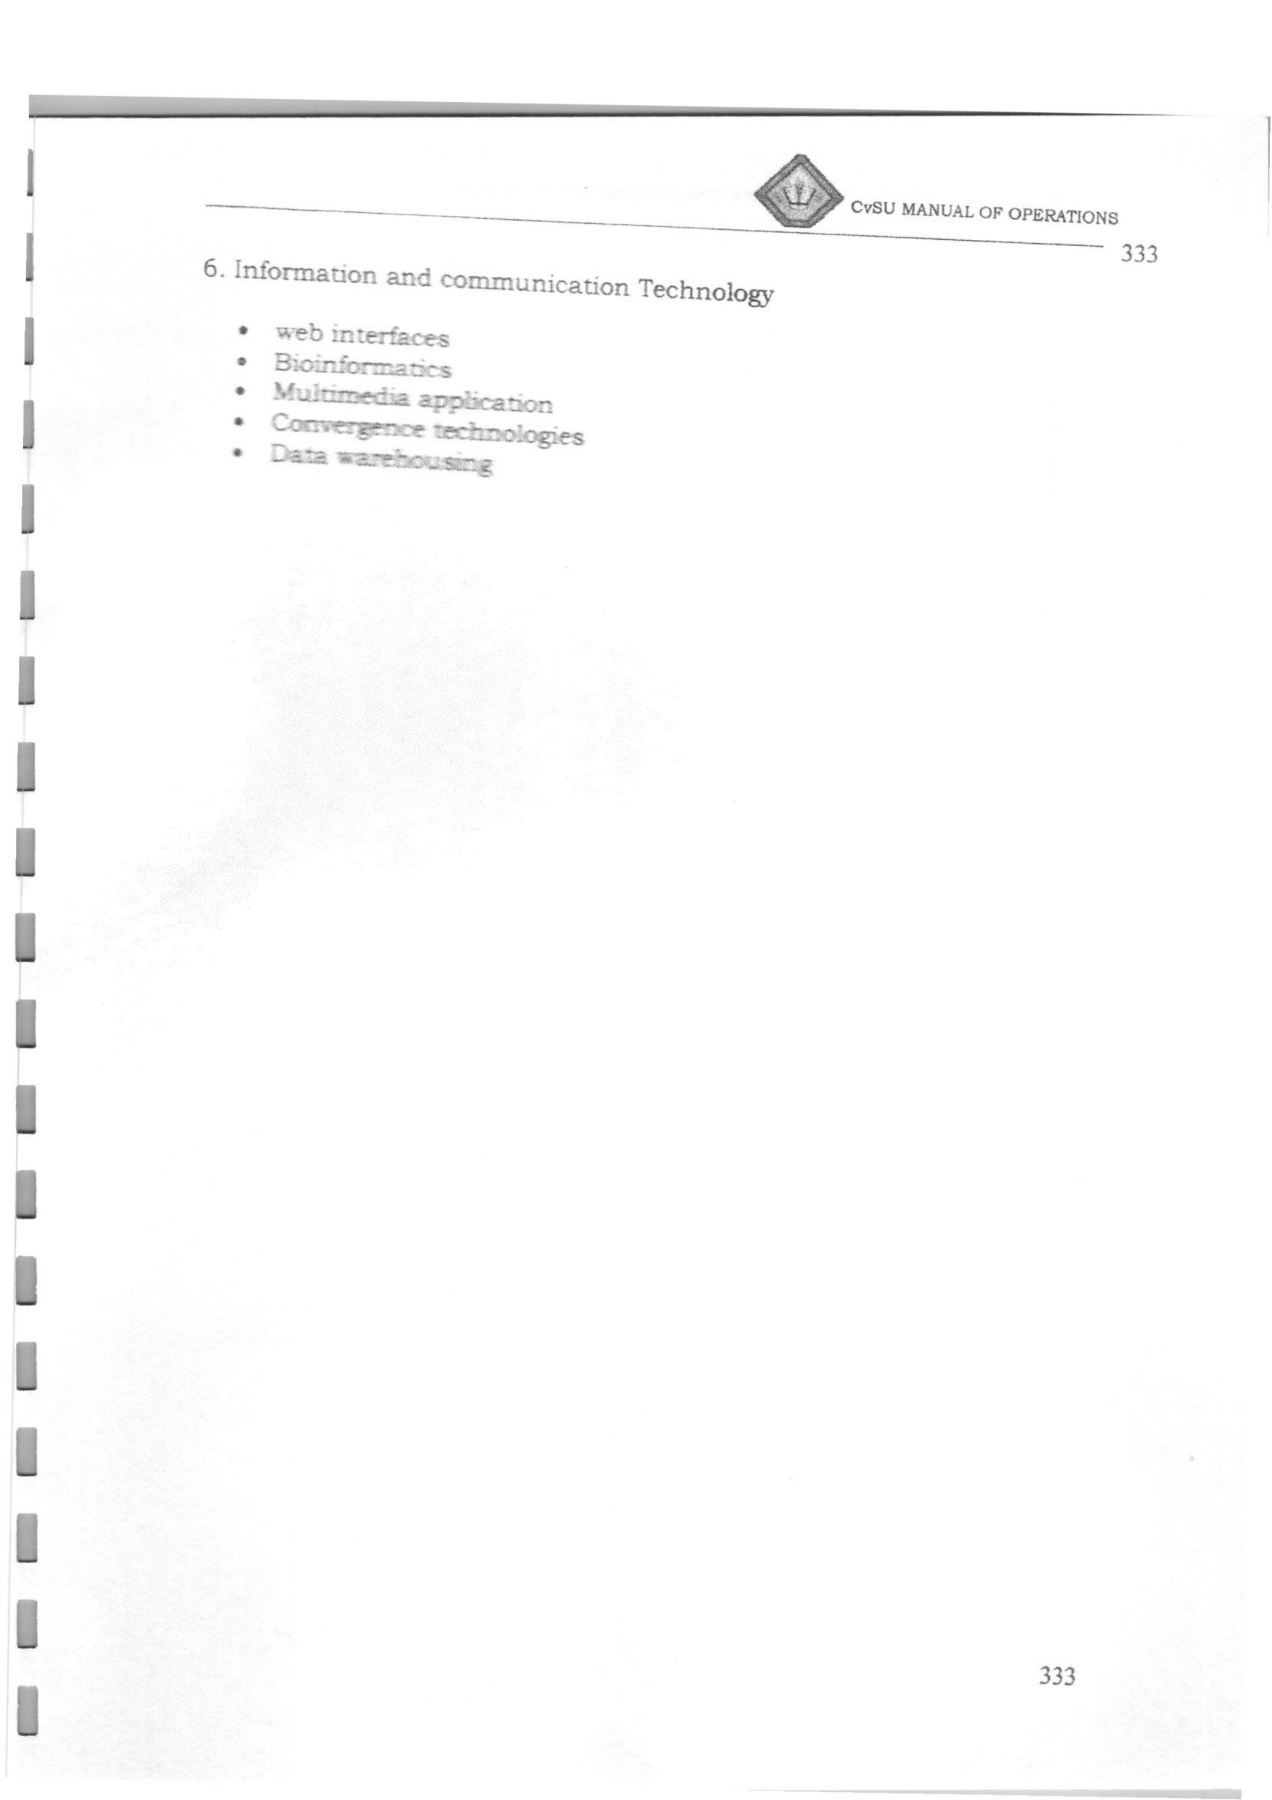 CvSU MANUAL OF OPERATIONS
333
6. Information and communication Technology
• web interfaces
• Bioinformatics
• Multimedia application
• Convergence technologies
• Data warehousing
333